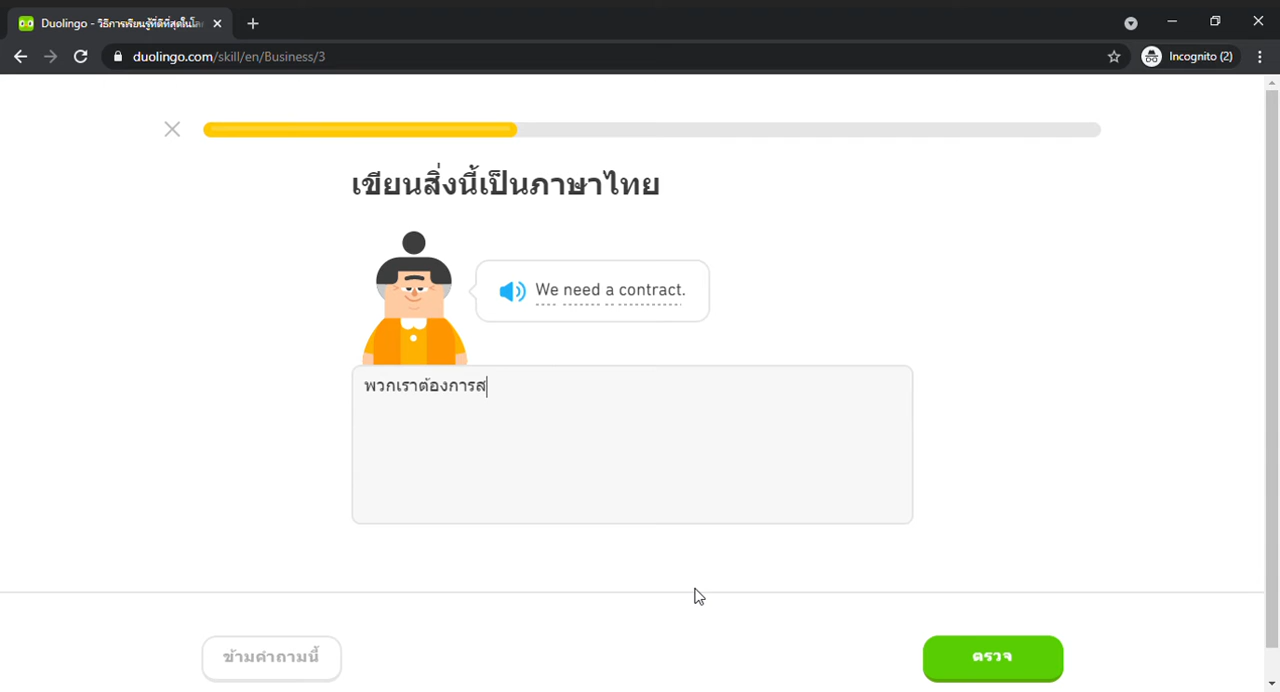 Duolingo - วิธีการเรียนรู้ที่ดีที่สุดในโล
duolingo.com/skill/en/Business/3
Incognito (2)
เขียนสิ่งนี้เป็นภาษาไทย
We need a contract.
พวกเราต้องการส
ข้ามคำถามนี้
ตรวจ